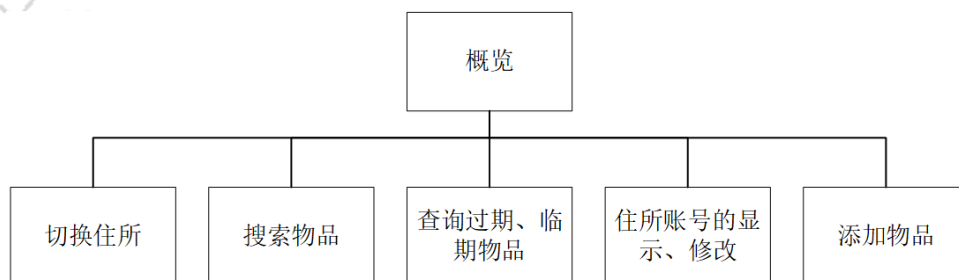 概览
切换住所
搜索物品
查询过期、临
期物品
住所账号的显
示、修改
添加物品